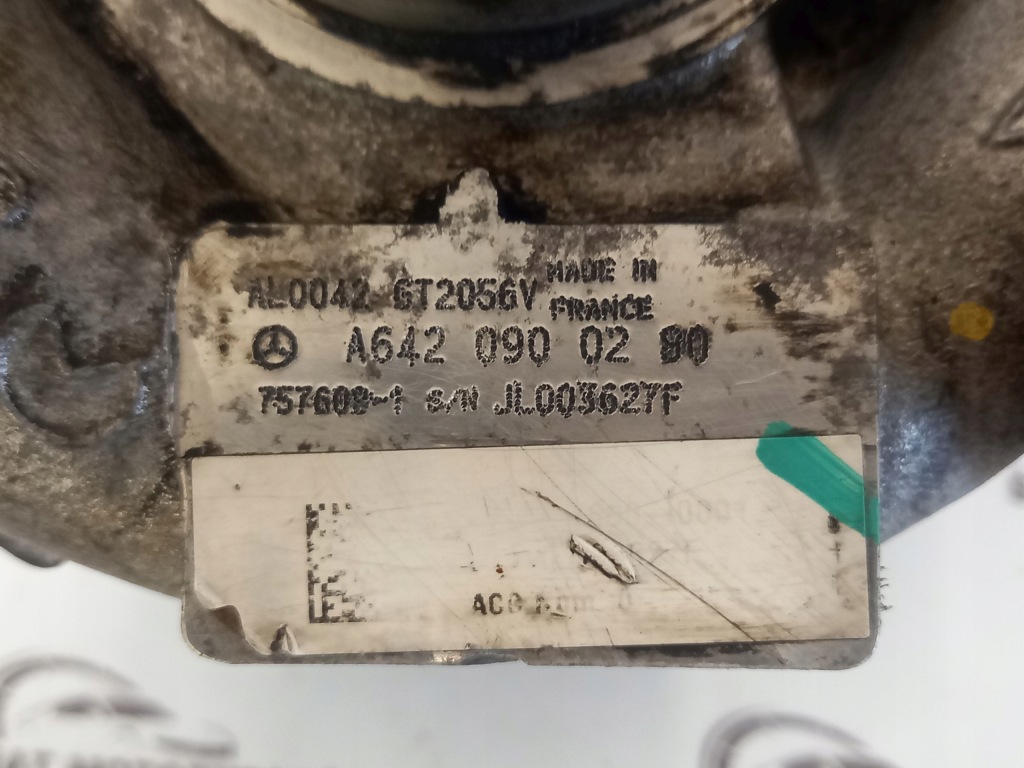 AL0042 GT2056V MADE IN FRANCE
A642 090 02 80
757608-1 S/N JL003627F